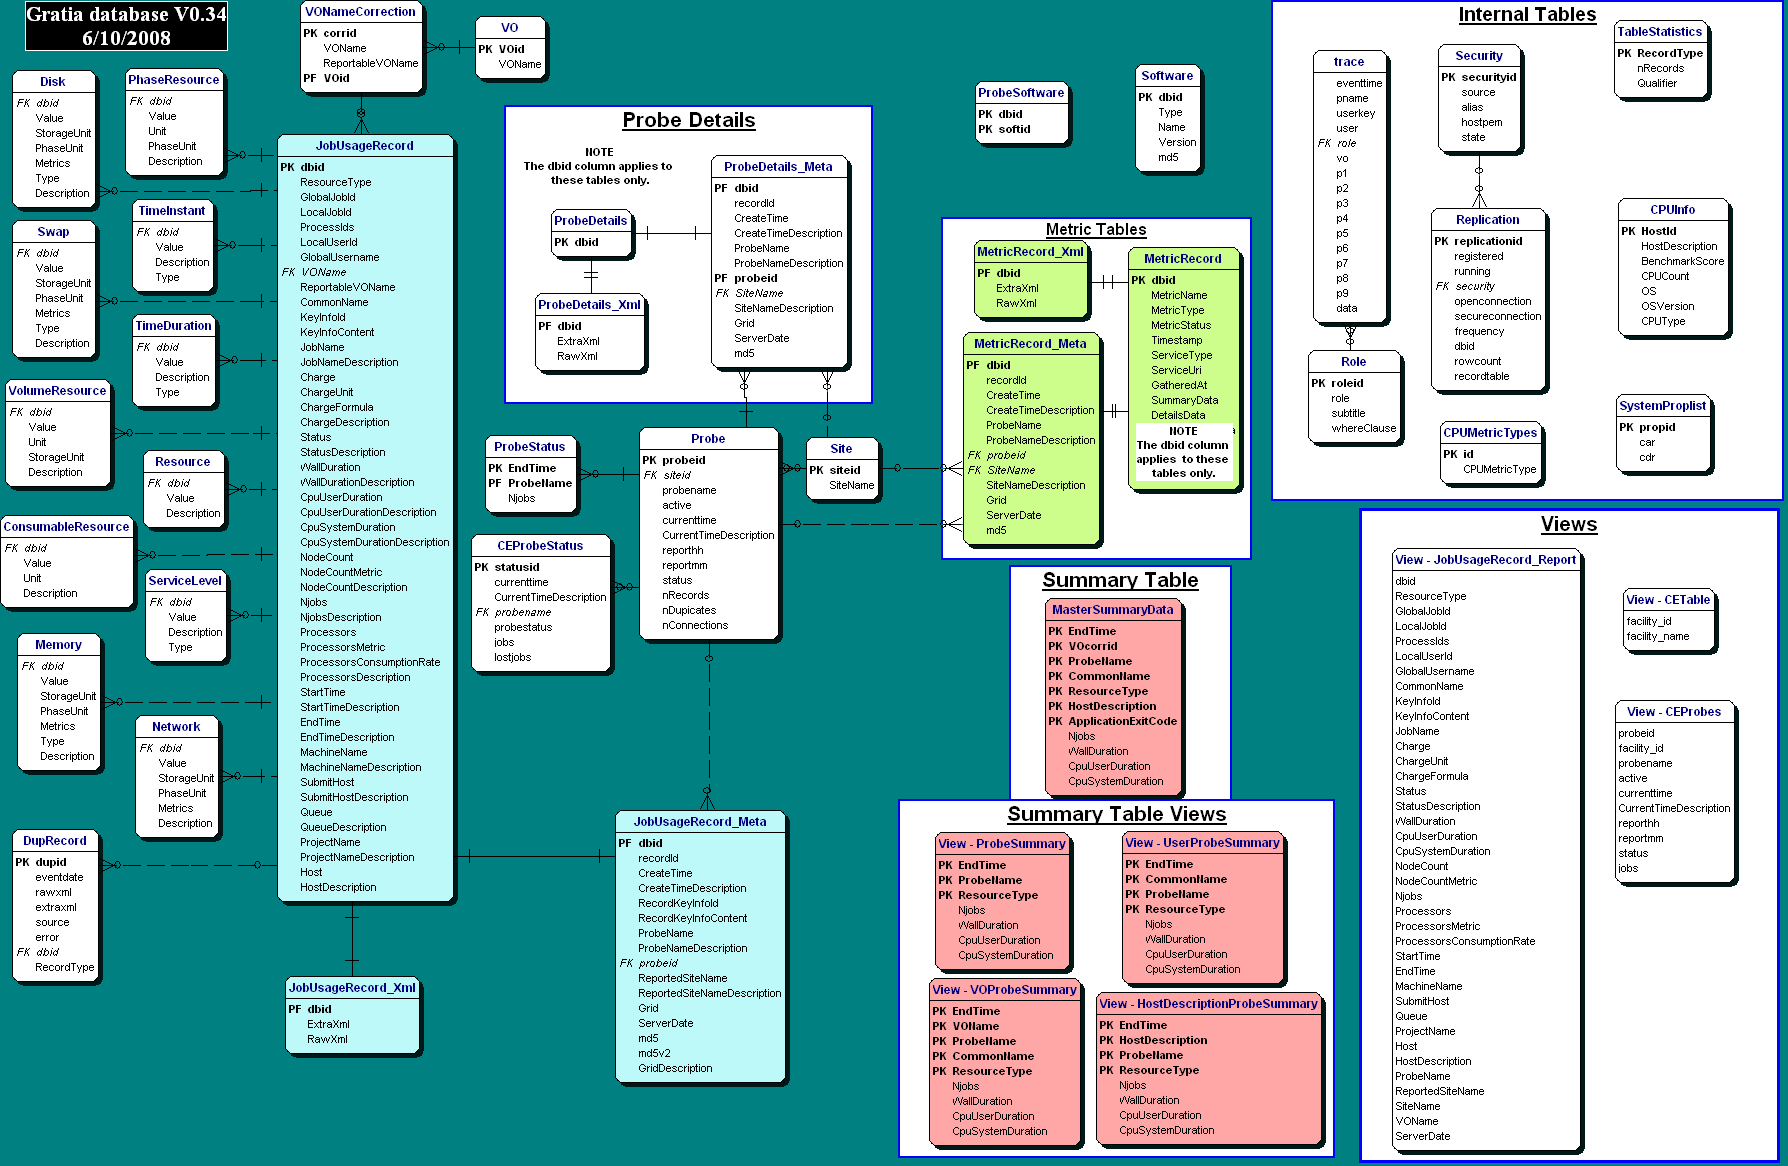 Gratia database V0.34
6/10/2008
VONameCorrection
PK corrid
VOName
ReportableVOName
PF VOid
VO
PK VOid
VOName
Disk
FK dbid
Value
StorageUnit
PhaseUnit
Metrics
Type
Description
PhaseResource
FK dbid
Value
Unit
PhaseUnit
Description
Swap
FK dbid
Value
StorageUnit
PhaseUnit
Metrics
Type
Description
TimeInstant
FK dbid
Value
Description
Type
TimeDuration
FK dbid
Value
Description
Type
VolumeResource
FK dbid
Value
Unit
StorageUnit
Description
Resource
FK dbid
Value
Description
ConsumableResource
FK dbid
Value
Unit
Description
ServiceLevel
FK dbid
Value
Description
Type
Memory
FK dbid
Value
StorageUnit
PhaseUnit
Metrics
Type
Description
Network
FK dbid
Value
StorageUnit
PhaseUnit
Metrics
Description
DupRecord
PK dupid
eventdate
rawxml
extraxml
source
error
FK dbid
RecordType
JobUsageRecord
PK dbid
ResourceType
GlobalJobId
LocalJobId
ProcessIds
LocalUserId
GlobalUsername
FK VOName
ReportableVOName
CommonName
KeyInfoId
KeyInfoContent
JobName
JobNameDescription
Charge
ChargeUnit
ChargeFormula
ChargeDescription
Status
StatusDescription
WallDuration
WallDurationDescription
CpuUserDuration
CpuUserDurationDescription
CpuSystemDuration
CpuSystemDurationDescription
NodeCount
NodeCountMetric
NodeCountDescription
Njobs
NjobsDescription
Processors
ProcessorsMetric
ProcessorsConsumptionRate
ProcessorsDescription
StartTime
StartTimeDescription
EndTime
EndTimeDescription
MachineName
MachineNameDescription
SubmitHost
SubmitHostDescription
Queue
QueueDescription
ProjectName
ProjectNameDescription
Host
HostDescription
JobUsageRecord_Xml
PF dbid
ExtraXml
RawXml
Probe Details
NOTE
The dbid column applies to
these tables only.
ProbeDetails
PK dbid
ProbeDetails_Xml
PF dbid
ExtraXml
RawXml
ProbeDetails_Meta
PF dbid
recordId
CreateTime
CreateTimeDescription
ProbeName
ProbeNameDescription
PF probeid
FK SiteName
SiteNameDescription
Grid
ServerDate
md5
ProbeStatus
PK EndTime
PF ProbeName
Njobs
CEProbeStatus
PK statusid
currenttime
CurrentTimeDescription
FK probename
probestatus
jobs
lostjobs
Probe
PK probeid
FK siteid
probename
active
currenttime
CurrentTimeDescription
reporthh
reportmm
status
nRecords
nDupicates
nConnections
Site
PK siteid
SiteName
JobUsageRecord_Meta
PF dbid
recordId
CreateTime
CreateTimeDescription
RecordKeyInfoId
RecordKeyInfoContent
ProbeName
ProbeNameDescription
FK probeid
ReportedSiteName
ReportedSiteNameDescription
Grid
ServerDate
md5
md5v2
GridDescription
ProbeSoftware
PK dbid
PK softid
Software
PK dbid
Type
Name
Version
md5
Metric Tables
MetricRecord_Xml
PF dbid
ExtraXml
RawXml
MetricRecord
PK dbid
MetricName
MetricType
MetricStatus
Timestamp
ServiceType
ServiceUri
GatheredAt
SummaryData
DetailsData
NOTE
The dbid column
applies to these
tables only.
MetricRecord_Meta
PF dbid
recordId
CreateTime
CreateTimeDescription
ProbeName
ProbeNameDescription
FK probeid
FK SiteName
SiteNameDescription
Grid
ServerDate
md5
Summary Table
MasterSummaryData
PK EndTime
PK VOcorrid
PK ProbeName
PK CommonName
PK ResourceType
PK HostDescription
PK ApplicationExitCode
Njobs
WallDuration
CpuUserDuration
CpuSystemDuration
Summary Table Views
View - ProbeSummary
PK EndTime
PK ProbeName
PK ResourceType
Njobs
WallDuration
CpuUserDuration
CpuSystemDuration
View - UserProbeSummary
PK EndTime
PK CommonName
PK ProbeName
PK ResourceType
Njobs
WallDuration
CpuUserDuration
CpuSystemDuration
View - VOProbeSummary
PK EndTime
PK VOName
PK ProbeName
PK CommonName
PK ResourceType
Njobs
WallDuration
CpuUserDuration
CpuSystemDuration
View - HostDescriptionProbeSummary
PK EndTime
PK HostDescription
PK ProbeName
PK ResourceType
Njobs
WallDuration
CpuUserDuration
CpuSystemDuration
Internal Tables
trace
eventtime
pname
userkey
user
FK role
vo
p1
p2
p3
p4
p5
p6
p7
p8
p9
data
Role
PK roleid
role
subtitle
whereClause
Security
PK securityid
source
alias
hostpem
state
Replication
PK replicationid
registered
running
FK security
openconnection
secureconnection
frequency
dbid
rowcount
recordtable
CPUMetricTypes
PK id
CPUMetricType
TableStatistics
PK RecordType
nRecords
Qualifier
CPUInfo
PK HostId
HostDescription
BenchmarkScore
CPUCount
OS
OSVersion
CPUType
SystemProplist
PK propid
car
cdr
Views
View - JobUsageRecord_Report
dbid
ResourceType
GlobalJobId
LocalJobId
ProcessIds
LocalUserId
GlobalUsername
CommonName
KeyInfoId
KeyInfoContent
JobName
Charge
ChargeUnit
ChargeFormula
Status
StatusDescription
WallDuration
CpuUserDuration
CpuSystemDuration
NodeCount
NodeCountMetric
Njobs
Processors
ProcessorsMetric
ProcessorsConsumptionRate
StartTime
EndTime
MachineName
SubmitHost
Queue
ProjectName
Host
HostDescription
ProbeName
ReportedSiteName
SiteName
VOName
ServerDate
View - CETable
facility_id
facility_name
View - CEProbes
probeid
facility_id
probename
active
currenttime
CurrentTimeDescription
reporthh
reportmm
status
jobs